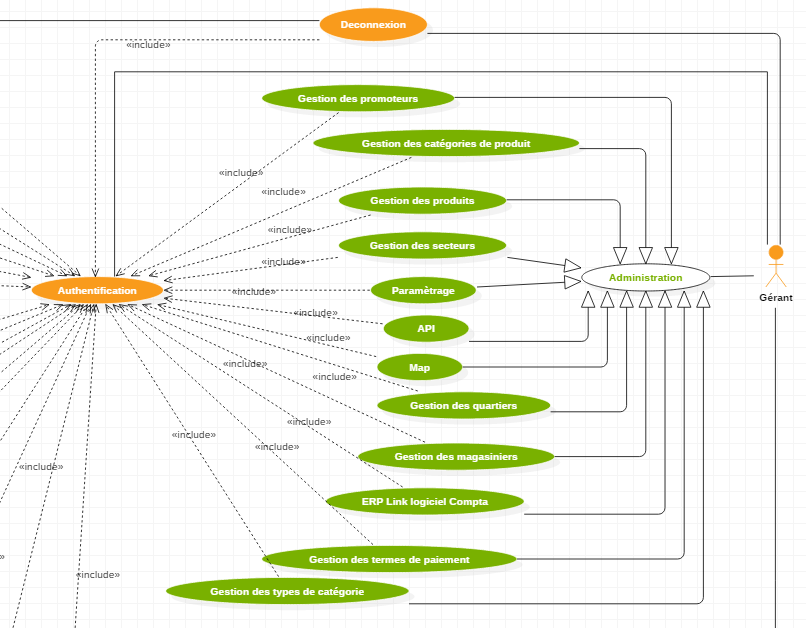 Deconnexion
«include»
Gestion des promoteurs
Gestion des catégories de produit
«include»
«include»
Gestion des produits
«include»
Gestion des secteurs
«include»
Administration
Authentification
Paramètrage
«include»
Gérant
«include»
API
«include»
Map
«include»
«include»
Gestion des quartiers
«include»
«include»
«include»
Gestion des magasiniers
«include»
ERP Link logiciel Compta
»
Gestion des termes de paiement
«include»
Gestion des types de catégorie